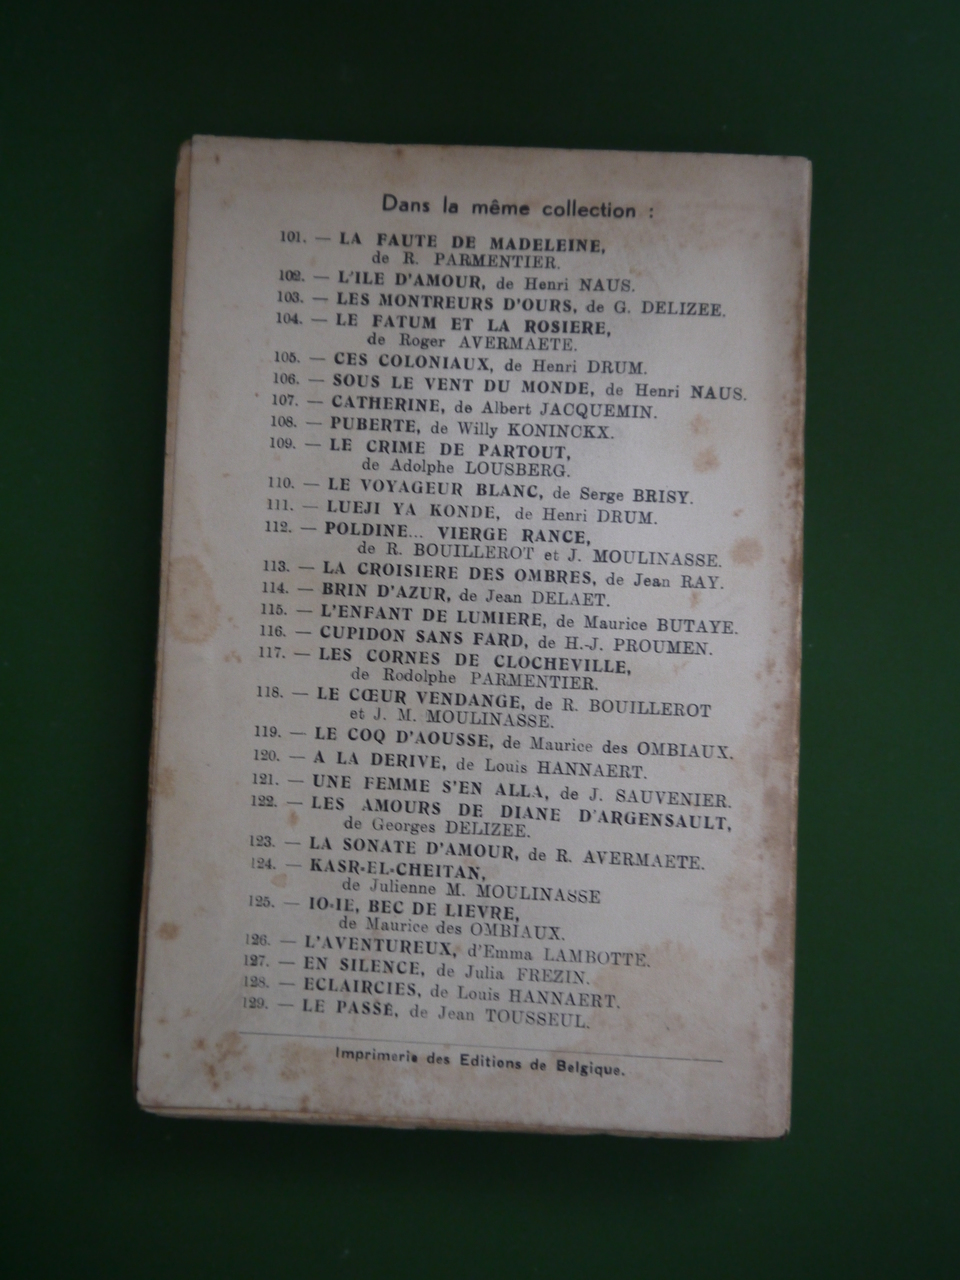 Dans la même collection :
101. — LA FAUTE DE MADELEINE,
de R. PARMENTIER.
102. — L'ILE D'AMOUR, de Henri NAUS.
103. — LES MONTREURS D'OURS, de G. DELIZEE.
104. — LE FATUM ET LA ROSIERE,
de Roger AVERMAETE.
105. — CES COLONIAUX, de Henri DRUM.
106. — SOUS LE VENT DU MONDE, de Henri NAUS.
107. — CATHERINE, de Albert JACQUEMIN.
108. — PUBERTE, de Willy KONINCKX.
109. — LE CRIME DE PARTOUT,
de Adolphe LOUSBERG.
110. — LE VOYAGEUR BLANC, de Serge BRISY.
111. — LUEJI YA KONDE, de Henri DRUM.
112. — POLDINE... VIERGE RANCE,
de R. BOUILLEROT et J. MOULINASSE.
113. — LA CROISIERE DES OMBRES, de Jean RAY.
114. — BRIN D'AZUR, de Jean DELAET.
115. — L'ENFANT DE LUMIERE, de Maurice BUTAYE.
116. — CUPIDON SANS FARD, de H.-J. PROUMEN.
117. — LES CORNES DE CLOCHEVILLE,
de Rodolphe PARMENTIER.
118. — LE CŒUR VENDANGE, de R. BOUILLEROT
et J. M. MOULINASSE.
119. — LE COQ D'AOUSSE, de Maurice des OMBIAUX.
120. — A LA DERIVE, de Louis HANNAERT.
121. — UNE FEMME S'EN ALLA, de J. SAUVENIER.
122. — LES AMOURS DE DIANE D'ARGENSAULT,
de Georges DELIZEE.
123. — LA SONATE D'AMOUR, de R. AVERMAETE.
124. — KASR-EL-CHEITAN,
de Julienne M. MOULINASSE
125. — IO-IE, BEC DE LIEVRE,
de Maurice des OMBIAUX.
126. — L'AVENTUREUX, d'Emma LAMBOTTE.
127. — EN SILENCE, de Julia FREZIN.
128. — ECLAIRCIES, de Louis HANNAERT.
129. — LE PASSÉ, de Jean TOUSSEUL.
Imprimerie des Editions de Belgique.